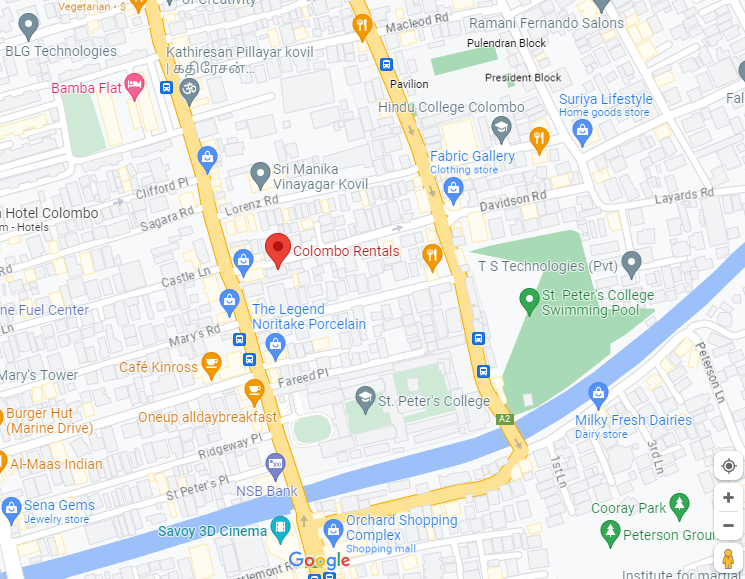 Vegetarian • $
of Creativity
Macleod Rd
Ramani Fernando Salons
BLG Technologies
Kathiresan Pillayar kovil
| கதிரேசன்...
Pulendran Block
Bamba Flat
Pavilion
President Block
Hindu College Colombo
Suriya Lifestyle
Home goods store
Fal
Fabric Gallery
Clothing store
Sri Manika
Vinayagar Kovil
Clifford Pl
Hotel Colombo
m - Hotels
Sagara Rd
Lorenz Rd
Davidson Rd
Layards Rd
Colombo Rentals
Rd
Castle Ln
T S Technologies (Pvt)
St. Peter's College
Swimming Pool
ne Fuel Center
The Legend
Noritake Porcelain
Ln
Mary's Rd
Mary's Tower
Café Kinross
Fareed Pl
Peterson Ln
St. Peter's College
Burger Hut
(Marine Drive)
Oneup alldaybreakfast
A2
Milky Fresh Dairies
Dairy store
Ridgeway Pl
Al-Maas Indian
1st Ln
3rd Ln
St Peter's Pl
NSB Bank
Sena Gems
Jewelry store
Cooray Park
Savoy 3D Cinema
Orchard Shopping
Complex
Shopping mall
Peterson Groun
Google
Institute for martial